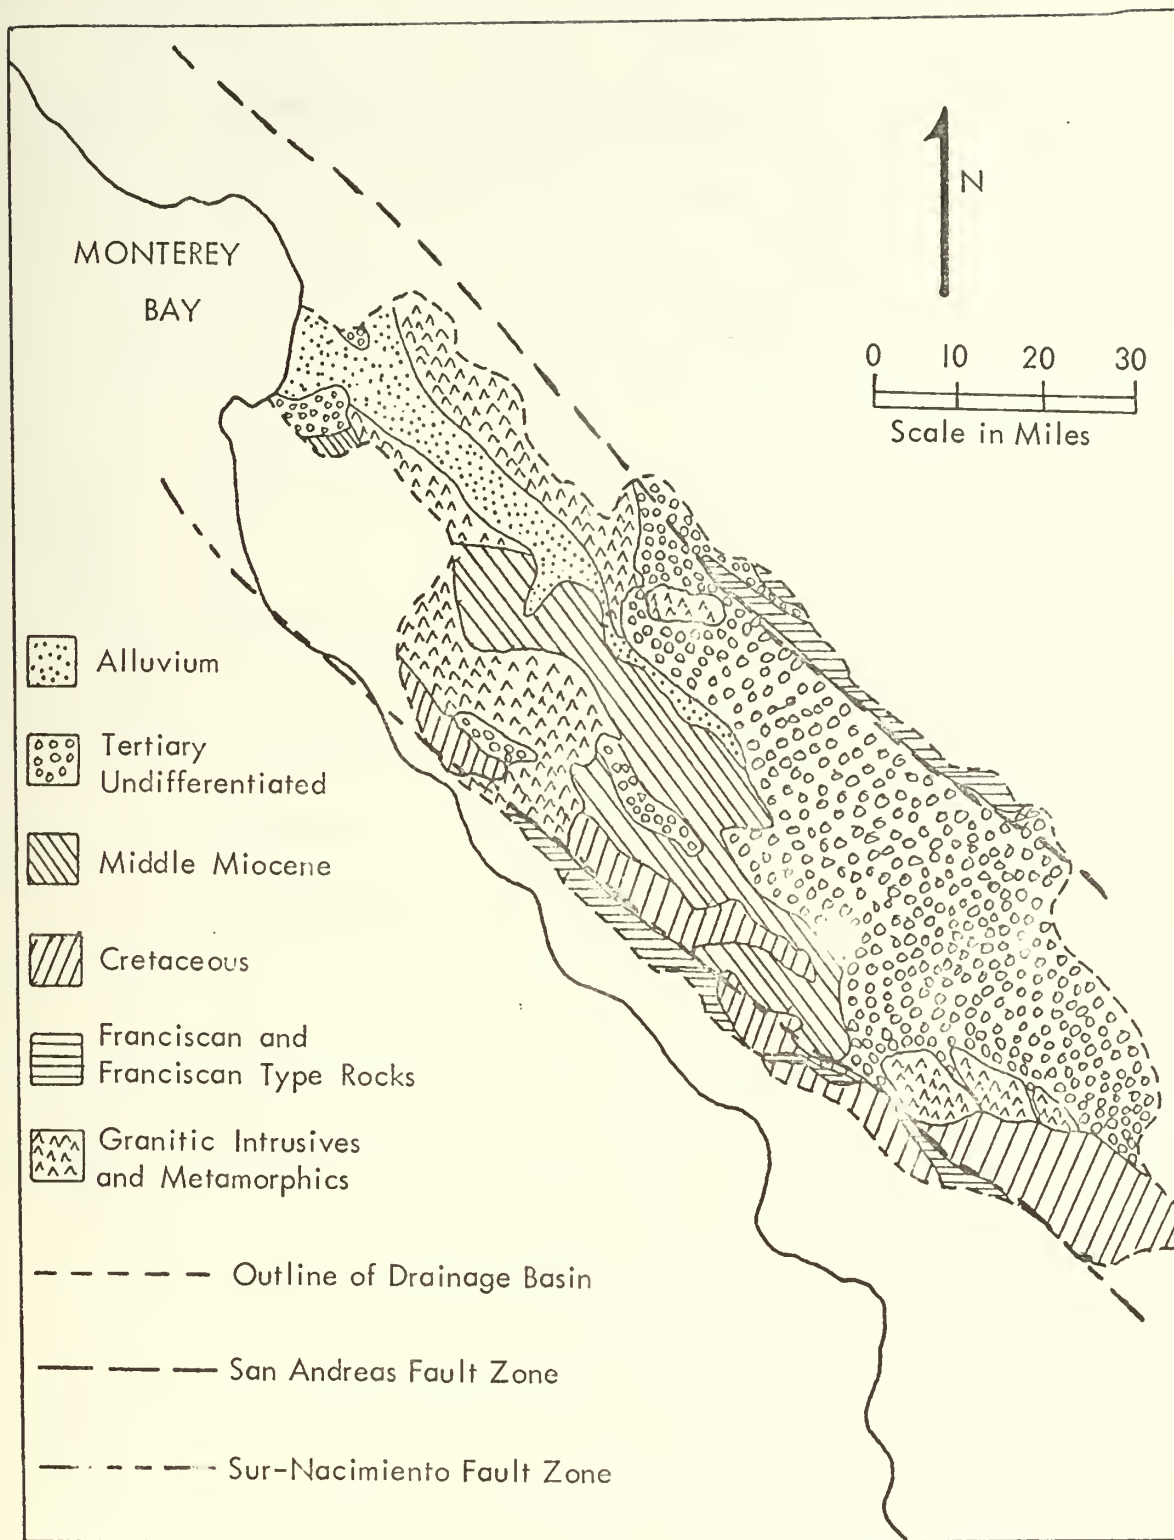 MONTEREY
BAY
N
0 10 20 30
Scale in Miles
Alluvium
Tertiary
Undifferentiated
Middle Miocene
Cretaceous
Franciscan and
Franciscan Type Rocks
Granitic Intrusives
and Metamorphics
Outline of Drainage Basin
San Andreas Fault Zone
Sur-Nacimiento Fault Zone